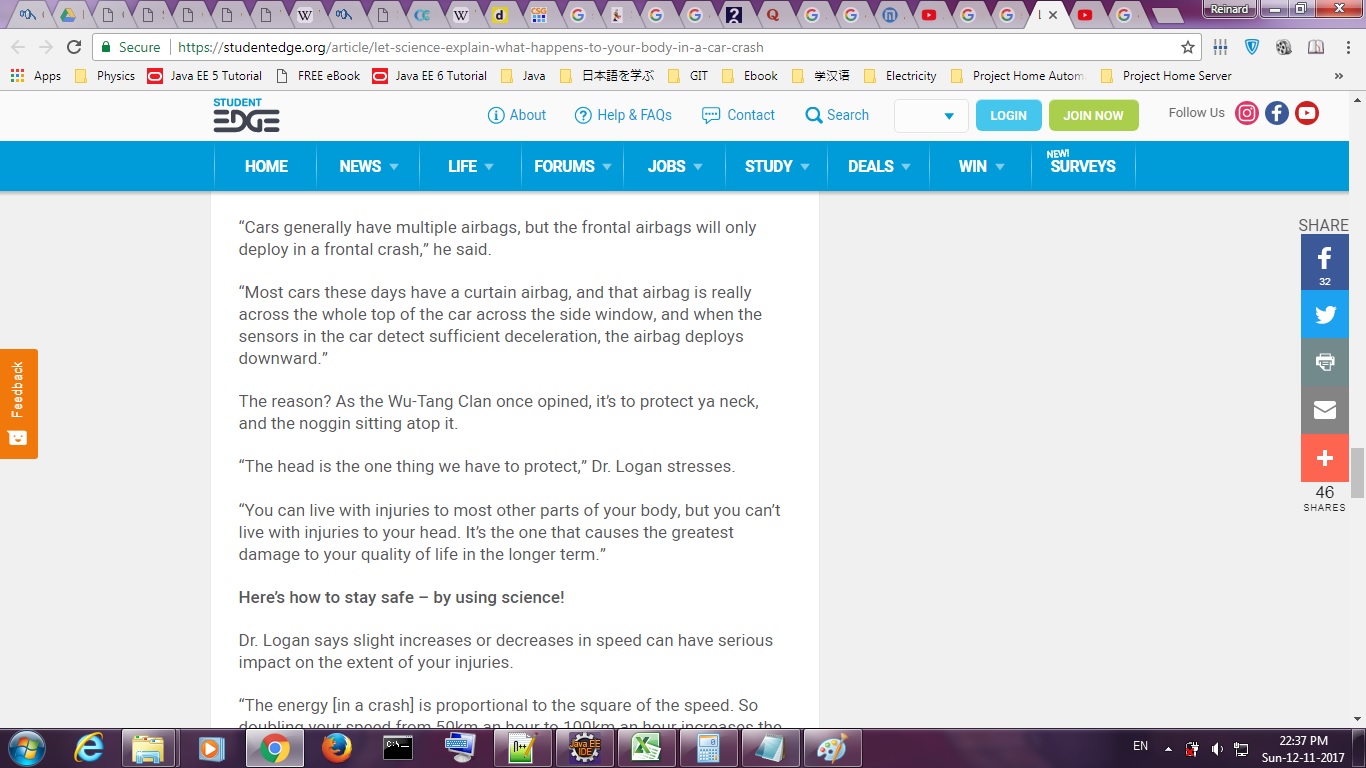 Reinard
Secure
https://studentedge.org/article/let-science-explain-what-happens-to-your-body-in-a-car-crash
Apps
Physics
Java EE 5 Tutorial
FREE eBook
Java EE 6 Tutorial
Java
日本語を学ぶ
GIT
Ebook
学汉语
Electricity
Project Home Autom
Project Home Server
»
STUDENT
EDGE
About
Help & FAQs
Contact
Search
LOGIN
JOIN NOW
Follow Us
HOME
NEWS
LIFE
FORUMS
JOBS
STUDY
DEALS
WIN
NEW!
SURVEYS
“Cars generally have multiple airbags, but the frontal airbags will only
deploy in a frontal crash,” he said.
“Most cars these days have a curtain airbag, and that airbag is really
across the whole top of the car across the side window, and when the
sensors in the car detect sufficient deceleration, the airbag deploys
downward.”
The reason? As the Wu-Tang Clan once opined, it’s to protect ya neck,
and the noggin sitting atop it.
“The head is the one thing we have to protect,” Dr. Logan stresses.
“You can live with injuries to most other parts of your body, but you can’t
live with injuries to your head. It’s the one that causes the greatest
damage to your quality of life in the longer term.”
Here’s how to stay safe – by using science!
Dr. Logan says slight increases or decreases in speed can have serious
impact on the extent of your injuries.
“The energy [in a crash] is proportional to the square of the speed. So
doubling your speed from 50km an hour to 100km an hour increases the
Feedback
SHARE
32
46
SHARES
EN
22:37 PM
Sun-12-11-2017